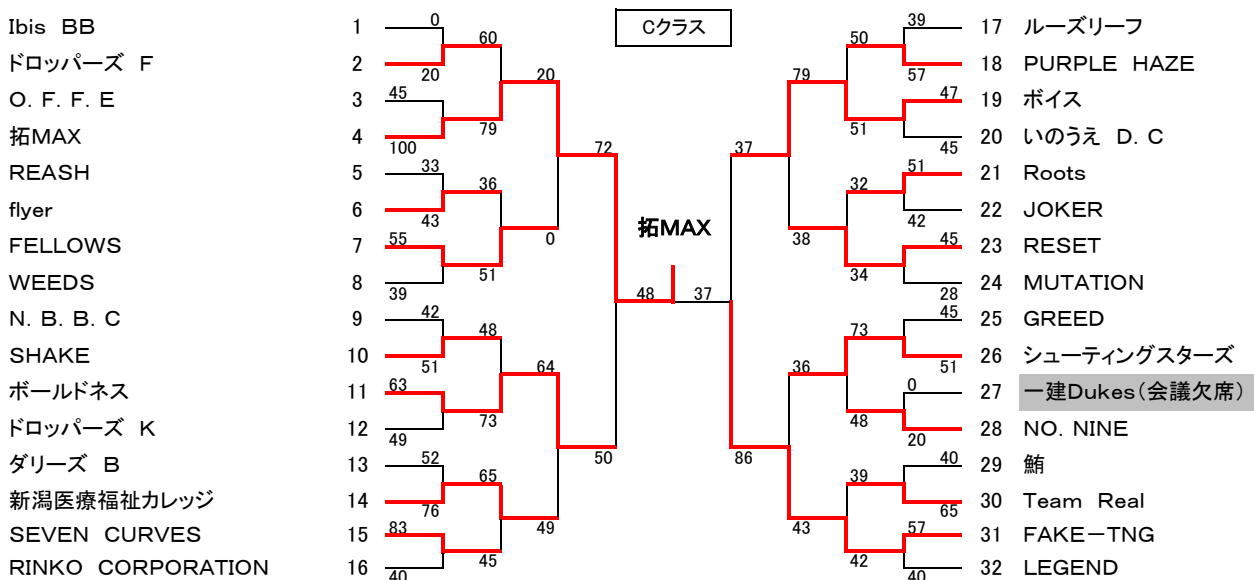 Cクラス
Ibis BB 1 0
60
ドロッパーズ F 2 20
20
O.F.F.E 3 45
79
拓MAX 4 100
72
REASH 5 33
36
flyer 6 43
0
FELLOWS 7 55
51
WEEDS 8 39
48
N.B.B.C 9 42
48
SHAKE 10 51
64
ボールドネス 11 63
73
ドロッパーズ K 12 49
50
ダリーズ B 13 52
65
新潟医療福祉カレッジ 14 76
49
SEVEN CURVES 15 83
45
RINKO CORPORATION 16 40
拓MAX
39 17 ルーズリーフ
50
57 18 PURPLE HAZE
79
47 19 ボイス
51
45 20 いのうえ D.C
37
51 21 Roots
32
42 22 JOKER
38
45 23 RESET
34
28 24 MUTATION
37
45 25 GREED
73
51 26 シューティングスターズ
36
0 27 一建Dukes(会議欠席)
48
20 28 NO.NINE
86
40 29 鮪
39
65 30 Team Real
43
57 31 FAKE−TNG
42
40 32 LEGEND